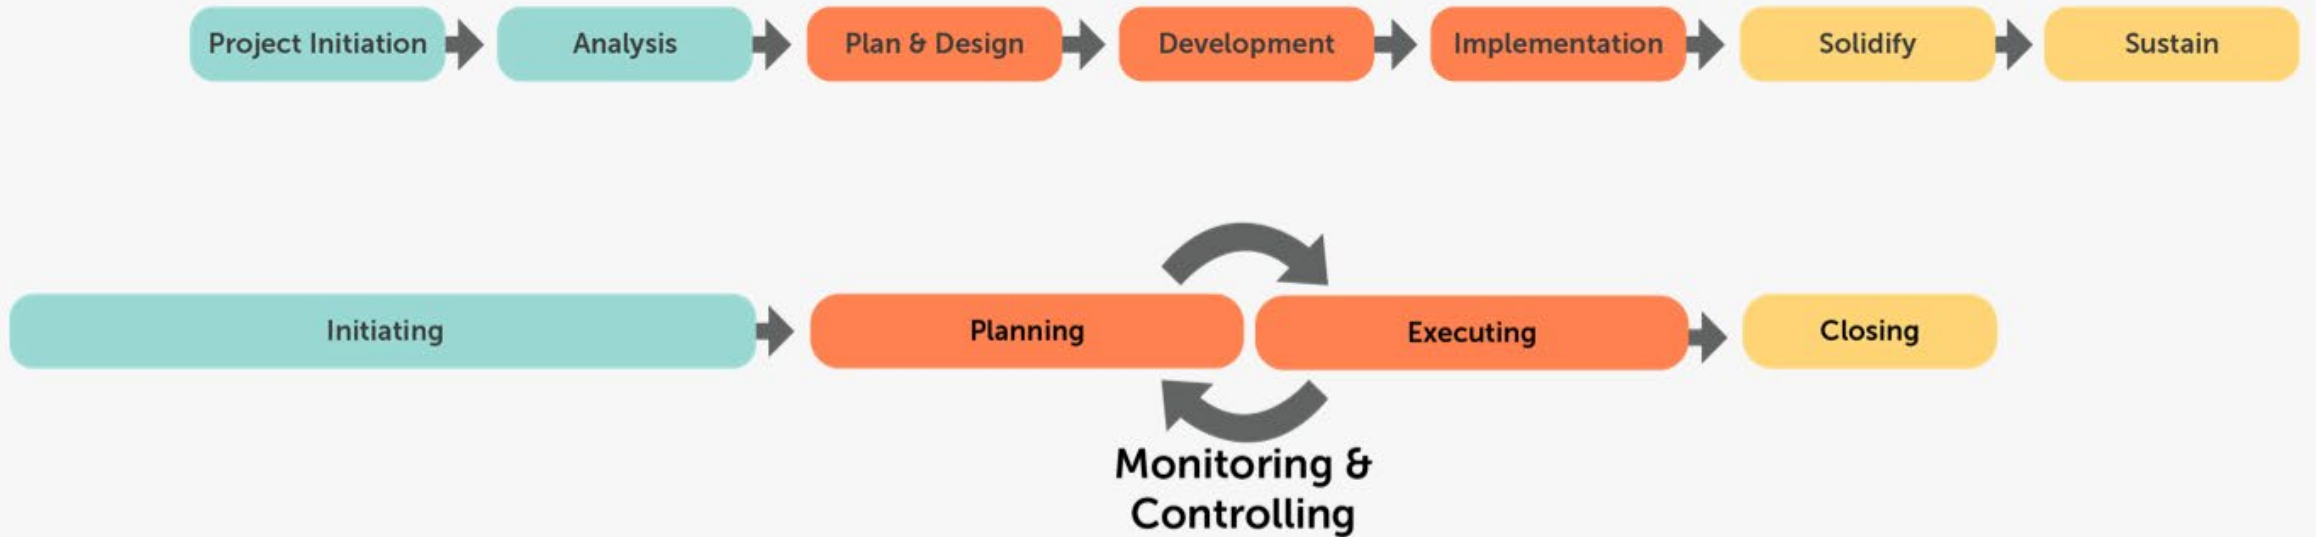 Project Initiation
Analysis
Plan & Design
Development
Implementation
Solidify
Sustain
Initiating
Planning
Executing
Closing
Monitoring &
Controlling